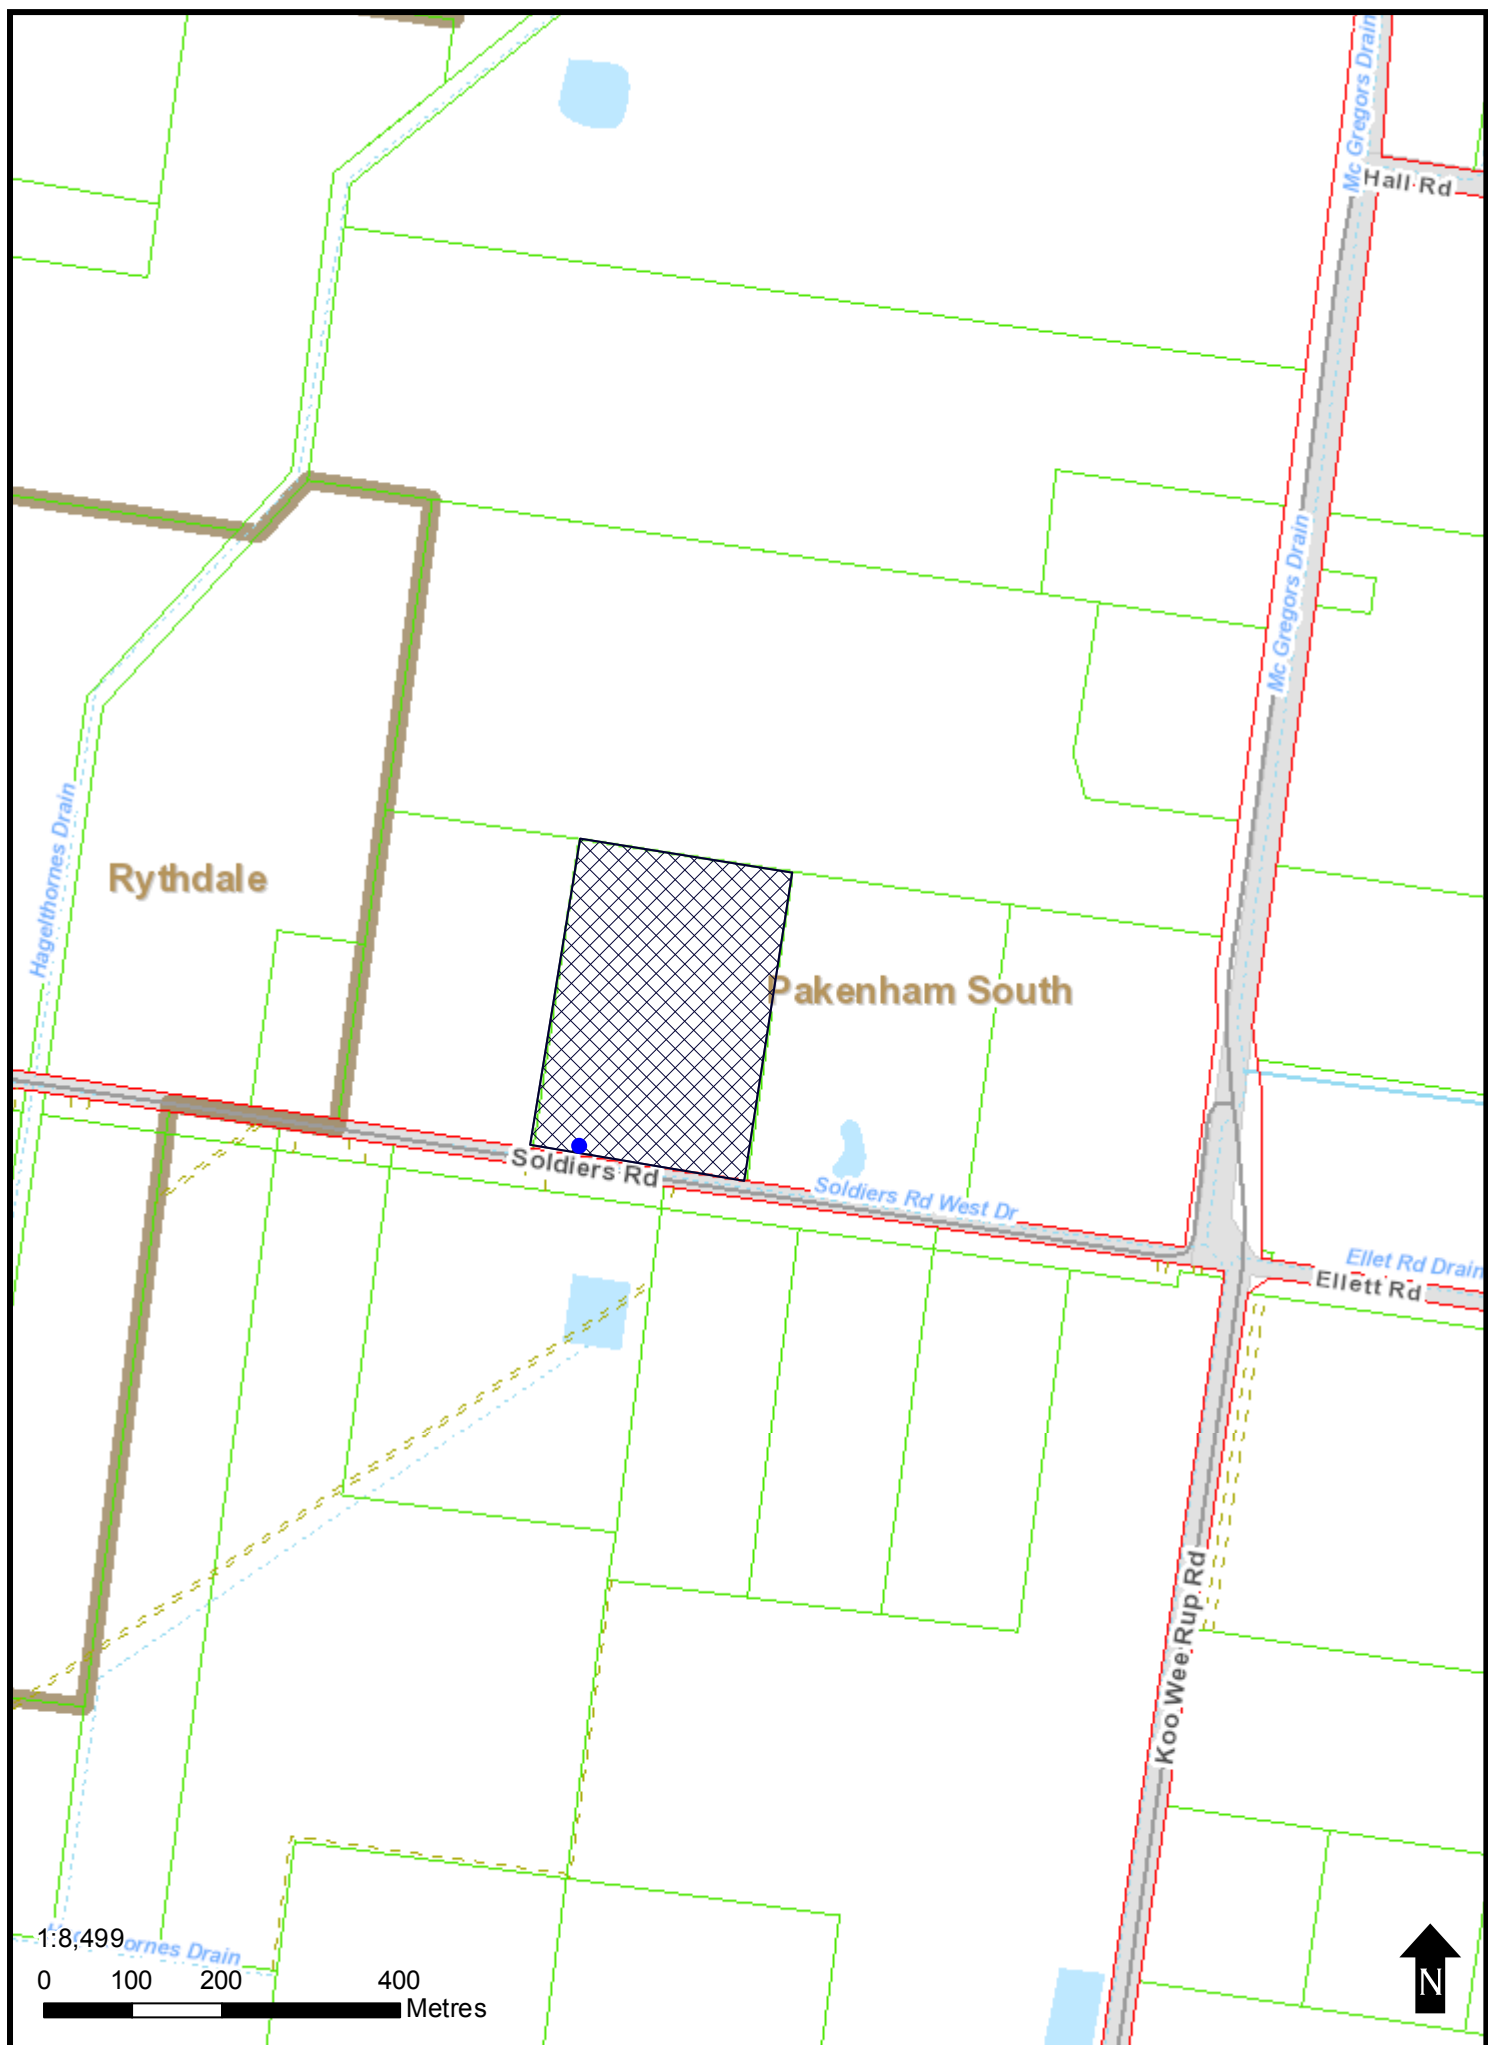 Mc Gregors Drain
Hall Rd
Mc Gregors Drain
Hagelthornes Drain
Rythdale
Pakenham South
Soldiers Rd
Soldiers Rd West Dr
Ellet Rd Drain
Ellett Rd
Koo Wee Rup Rd
1:8,499
Drain
0 100 200 400
Metres
N